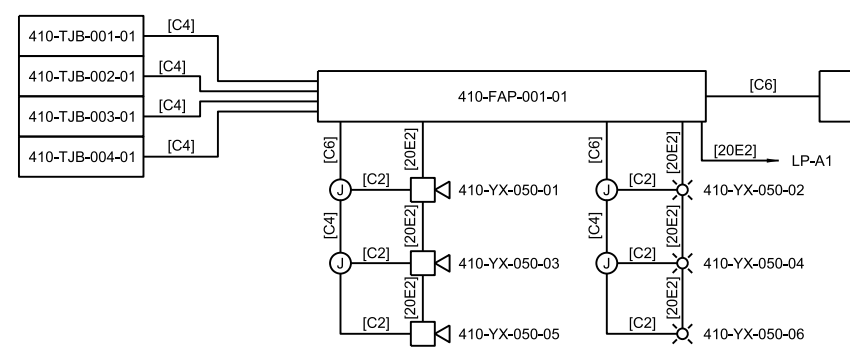 410-TJB-001-01
[C4]
410-TJB-002-01
[C4]
410-TJB-003-01
[C4]
410-TJB-004-01
[C4]
410-FAP-001-01
[C6]
[C6]
[20E2]
[C6]
[20E2]
[20E2]
LP-A1
J
[C2]
410-YX-050-01
J
[C2]
410-YX-050-02
[C4]
[20E2]
[C4]
[20E2]
J
[C2]
410-YX-050-03
J
[C2]
410-YX-050-04
[20E2]
[20E2]
[C2]
410-YX-050-05
[C2]
410-YX-050-06